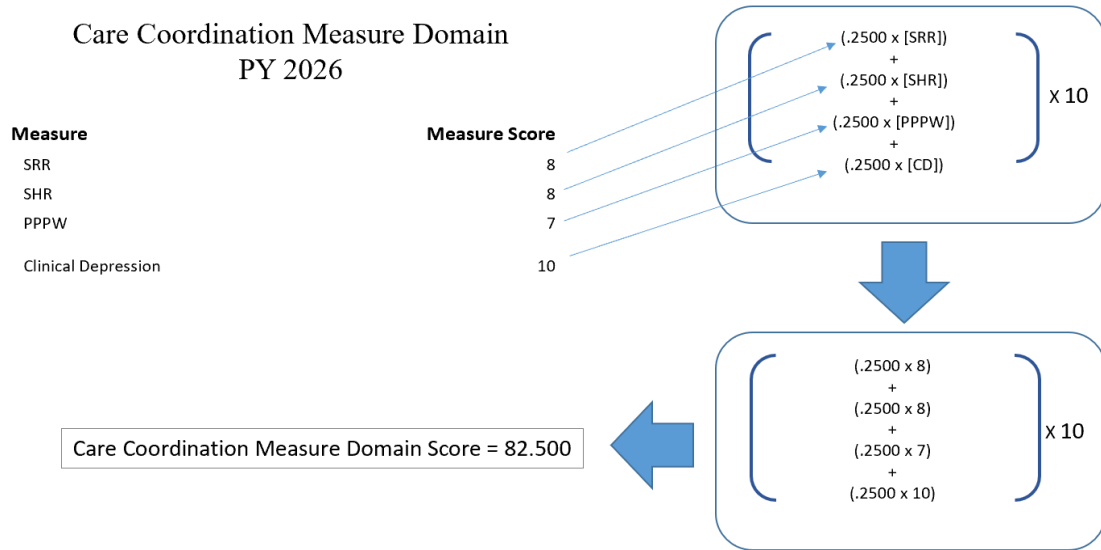 Care Coordination Measure Domain
PY 2026
Measure Measure Score
SRR 8
SHR 8
PPPW 7
Clinical Depression 10
(.2500 x [SRR])
+
(.2500 x [SHR])
+
(.2500 x [PPPW])
+
(.2500 x [CD])
X 10
(.2500 x 8)
+
(.2500 x 8)
+
(.2500 x 7)
+
(.2500 x 10)
X 10
Care Coordination Measure Domain Score = 82.500